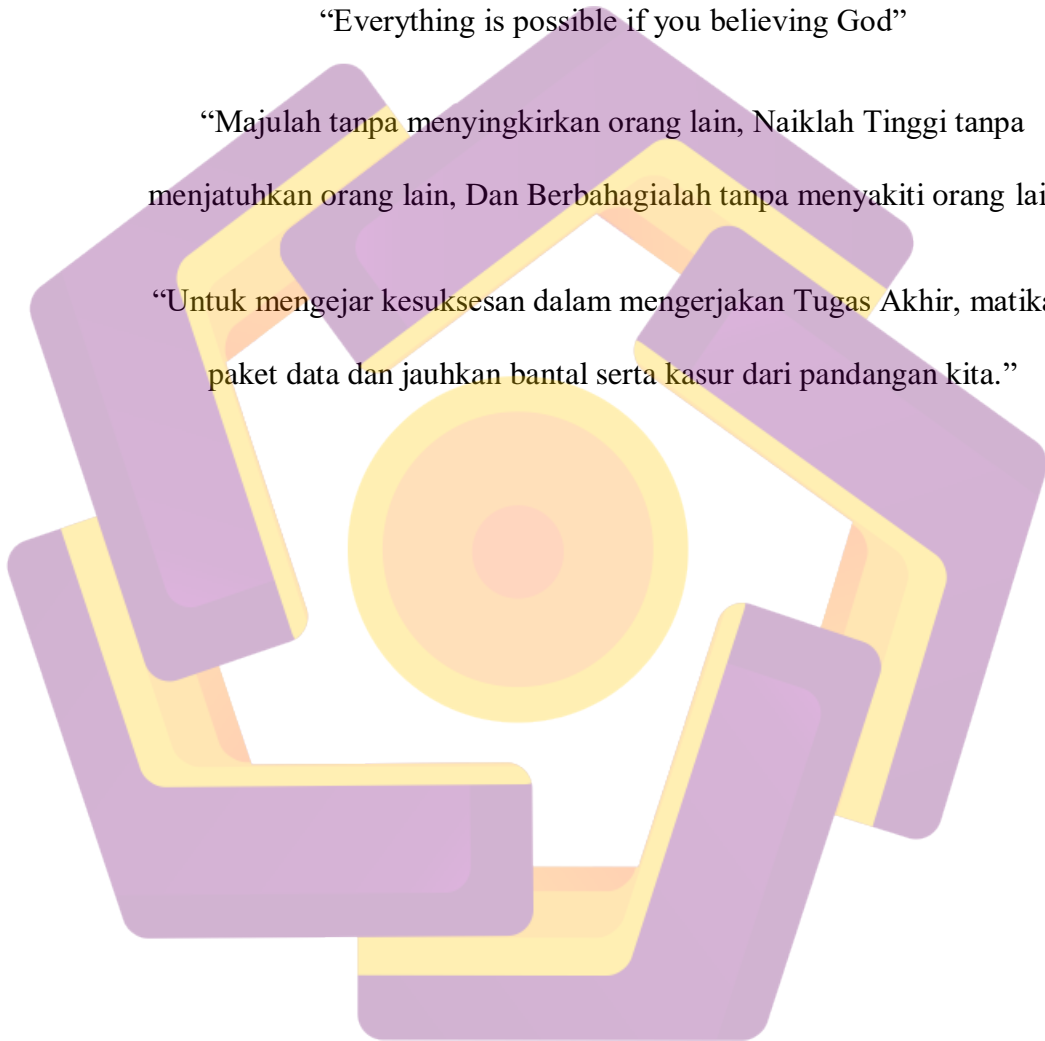 “Everything is possible if you believing God”
“Majulah tanpa menyingkirkan orang lain, Naiklah Tinggi tanpa
menjatuhkan orang lain, Dan Berbahagialah tanpa menyakiti orang
“Untuk mengejar kesuksesan dalam mengerjakan Tugas Akhir,
paket data dan jauhkan bantal serta kasur dari pandangan kita.”